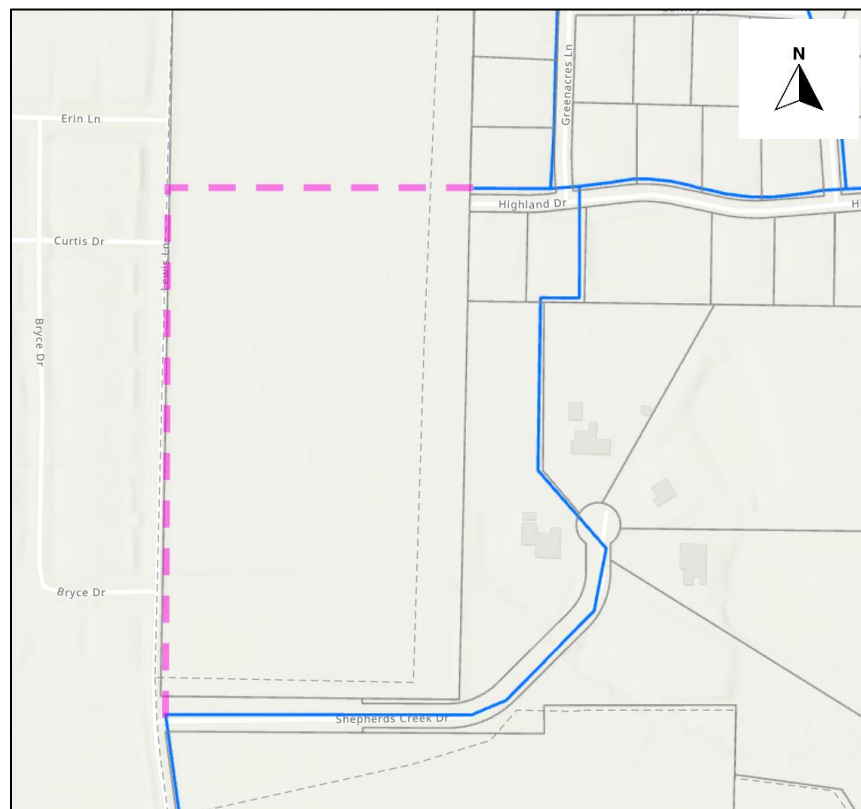 N
Greenacres Ln
Erin Ln
Highland Dr
Curtis Dr
Lewis Ln
Bryce Dr
Bryce Dr
Shepherds Creek Dr